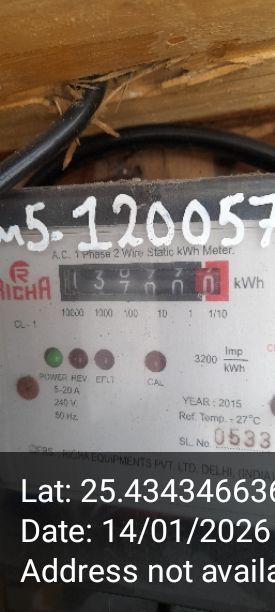 m5-120057
A.C. 1 Phase 2 Wire Static kWh Meter.
RICHA
kWh
CL-1
10000 1000 100 10 1 1/10
3200 Imp/kWh
POWER REV. EFLT CAL
5-20 A
240 V
50 Hz.
YEAR : 2015
Ref. Temp. - 27°C
SL. No. 0533
RICHA EQUIPMENTS PVT. LTD. DELHI, (INDIA)
Lat: 25.434346636
Date: 14/01/2026
Address not availa